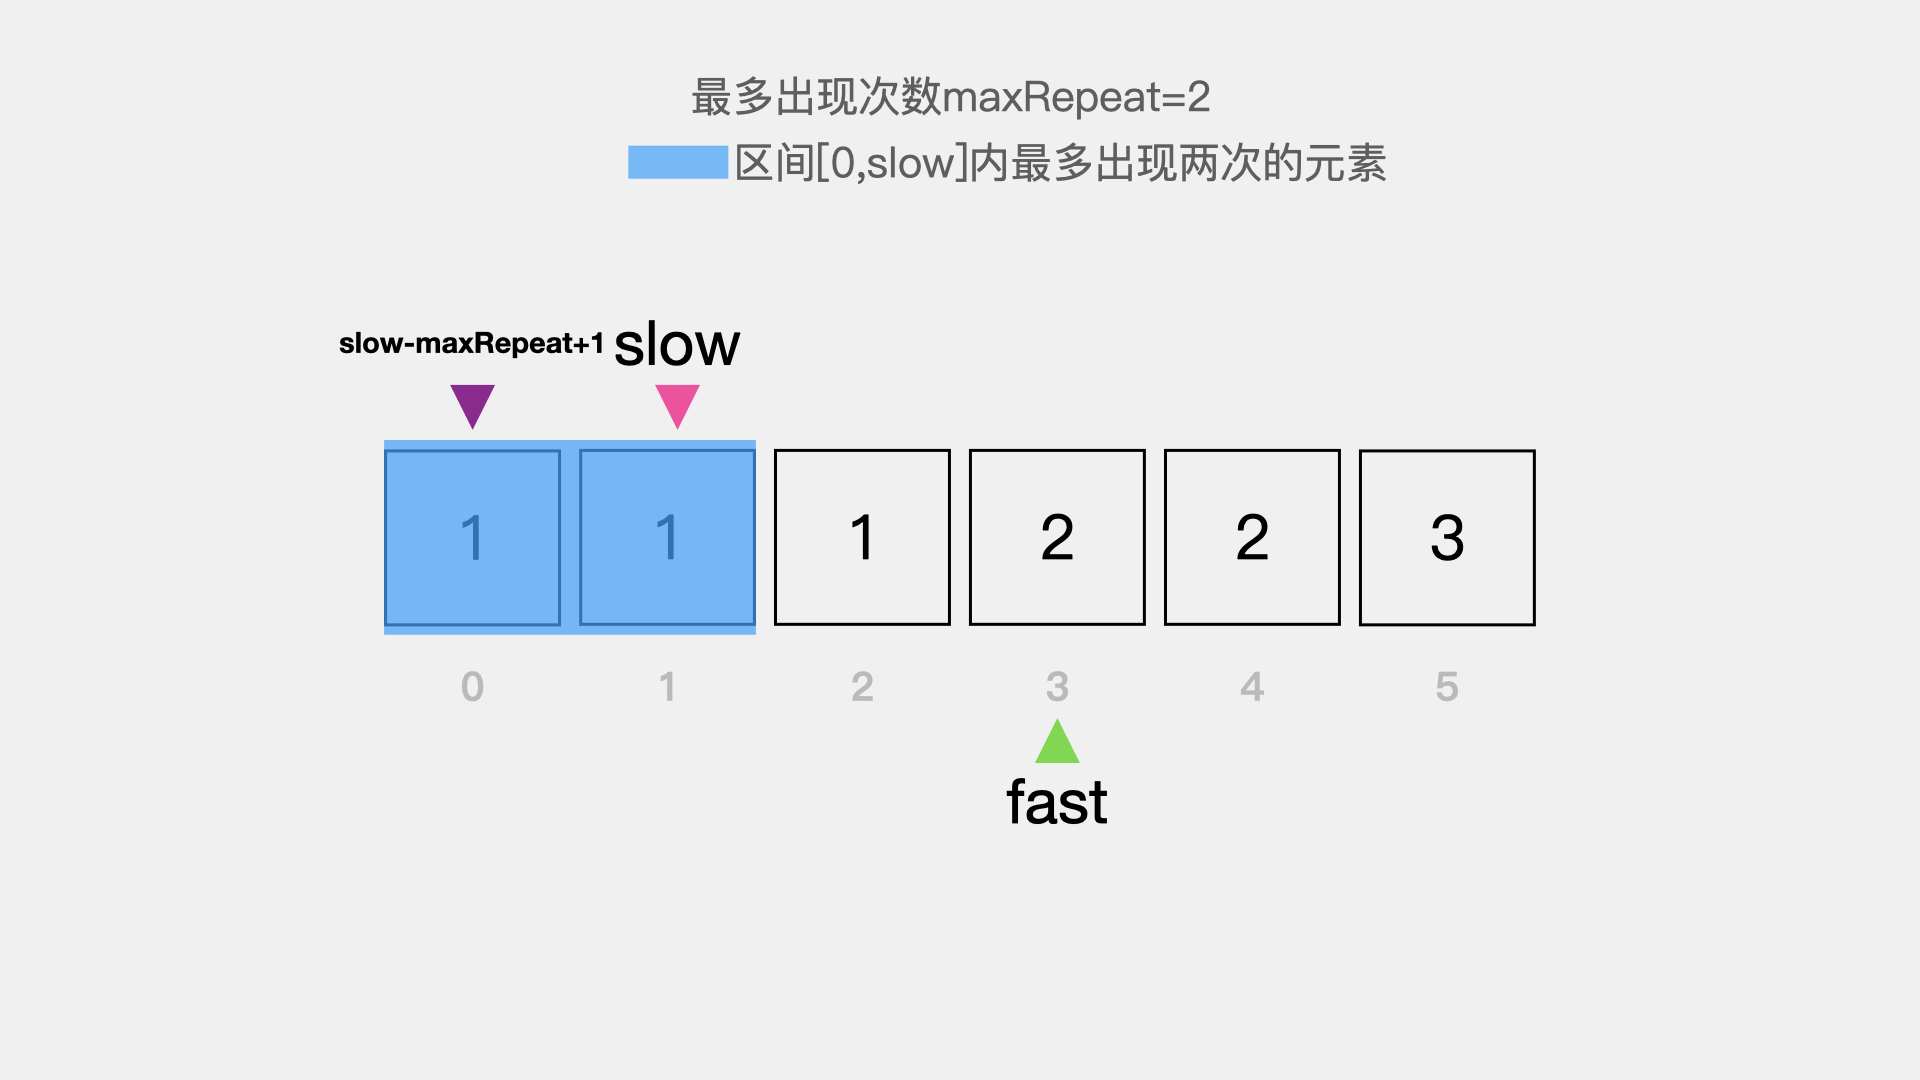 最多出现次数maxRepeat=2
区间[0,slow]内最多出现两次的元素
slow-maxRepeat+1 slow
1 1 1 2 2 3
0 1 2 3 4 5
fast